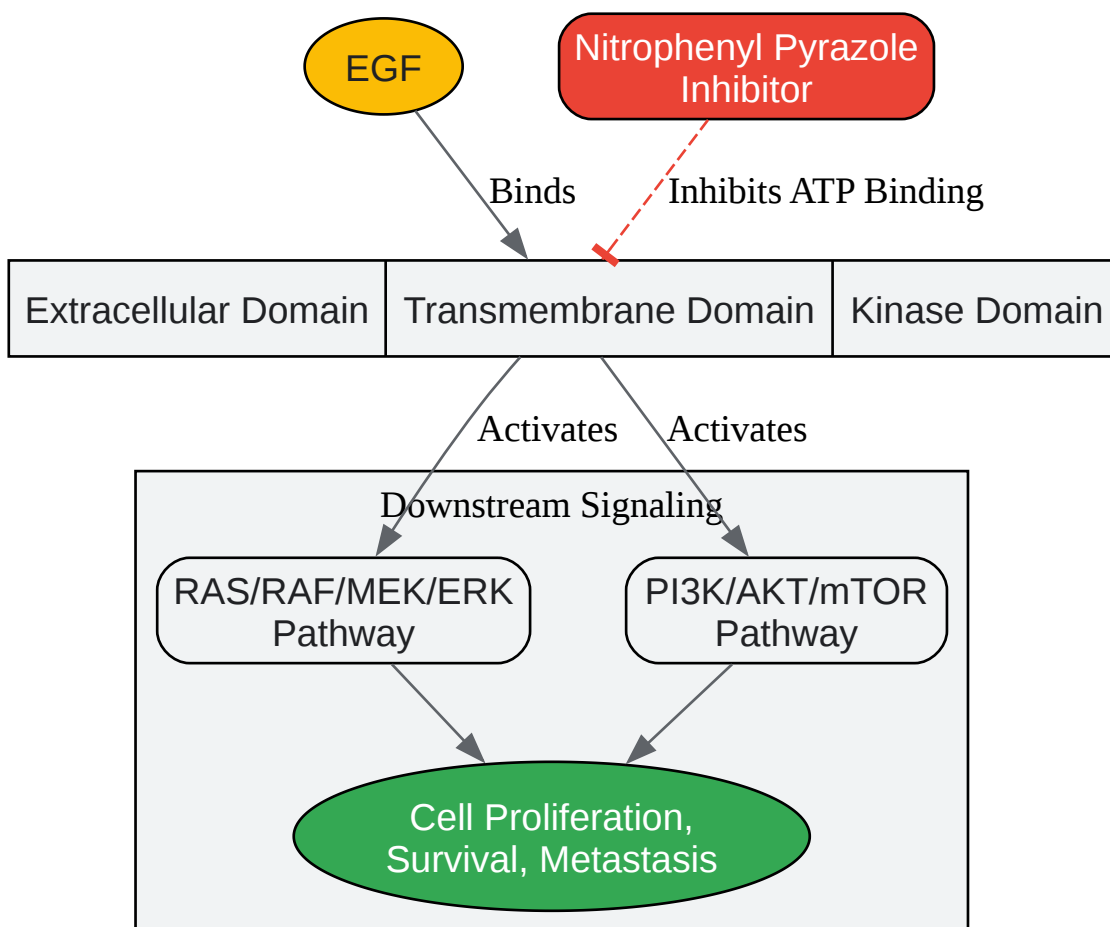 EGF
Nitrophenyl Pyrazole
Inhibitor
Binds
Inhibits ATP Binding
Extracellular Domain
Transmembrane Domain
Kinase Domain
Activates
Activates
Downstream Signaling
RAS/RAF/MEK/ERK
Pathway
PI3K/AKT/mTOR
Pathway
Cell Proliferation,
Survival, Metastasis